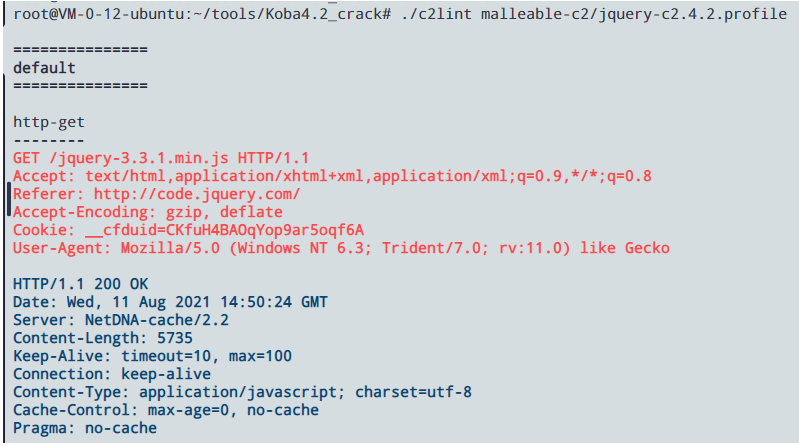 root@VM-0-12-ubuntu:~/tools/Koba4.2_crack# ./c2lint malleable-c2/jquery-c2.4.2.profile
===============
default
===============
http-get
--------
GET /jquery-3.3.1.min.js HTTP/1.1
Accept: text/html,application/xhtml+xml,application/xml;q=0.9,*/*;q=0.8
Referer: http://code.jquery.com/
Accept-Encoding: gzip, deflate
Cookie: __cfduid=CKfuH4BAOqYop9ar5oqf6A
User-Agent: Mozilla/5.0 (Windows NT 6.3; Trident/7.0; rv:11.0) like Gecko
HTTP/1.1 200 OK
Date: Wed, 11 Aug 2021 14:50:24 GMT
Server: NetDNA-cache/2.2
Content-Length: 5735
Keep-Alive: timeout=10, max=100
Connection: keep-alive
Content-Type: application/javascript; charset=utf-8
Cache-Control: max-age=0, no-cache
Pragma: no-cache